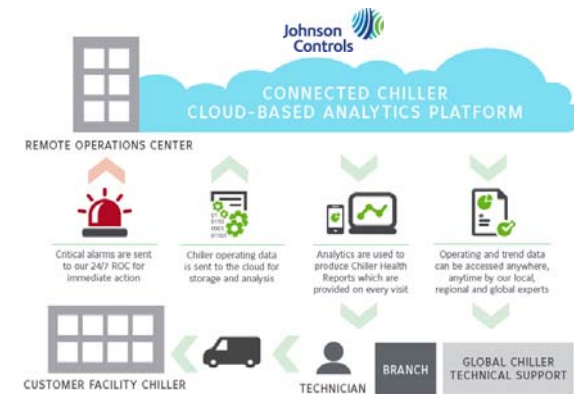 Johnson
Controls
CONNECTED CHILLER
CLOUD-BASED ANALYTICS PLATFORM
REMOTE OPERATIONS CENTER
Critical alarms are sent
to our 24/7 ROC for
immediate action
Chiller operating data
is sent to the cloud for
storage and analysis
Analytics are used to
produce Chiller Health
Reports which are
provided on every visit
Operating and trend data
can be accessed anywhere,
anytime by our local,
regional and global experts
CUSTOMER FACILITY CHILLER
TECHNICIAN
BRANCH
GLOBAL CHILLER
TECHNICAL SUPPORT